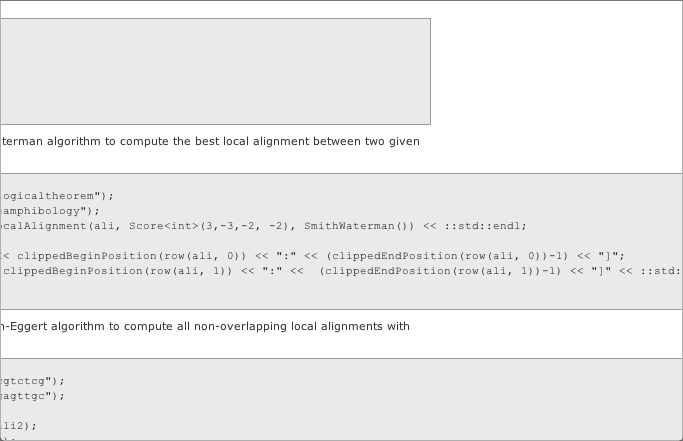 terman algorithm to compute the best local alignment between two given
ogicaltheorem");
amphibology");
calAlignment(ali, Score<int>(3,-3,-2, -2), SmithWaterman()) << ::std::endl;
< clippedBeginPosition(row(ali, 0)) << ":" << (clippedEndPosition(row(ali, 0))-1) << "]";
clippedBeginPosition(row(ali, 1)) << ":" <<  (clippedEndPosition(row(ali, 1))-1) << "]" << ::std:
-Eggert algorithm to compute all non-overlapping local alignments with
gtctcg");
agttgc");
li2);